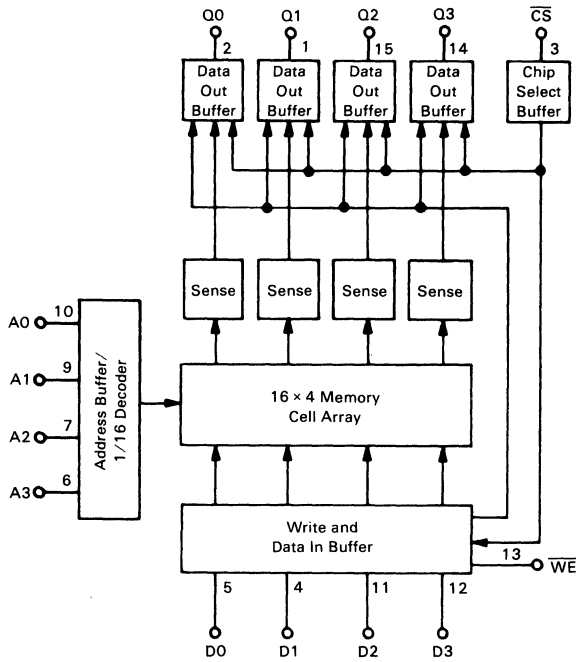 Q0 Q1 Q2 Q3 C̅S̅
2 1 15 14 3
Data Out Buffer
Data Out Buffer
Data Out Buffer
Data Out Buffer
Chip Select Buffer
Sense Sense Sense Sense
A0 10
A1 9
A2 7
A3 6
Address Buffer/
1/16 Decoder
16 × 4 Memory
Cell Array
Write and
Data In Buffer
13 W̅E̅
5 4 11 12
D0 D1 D2 D3